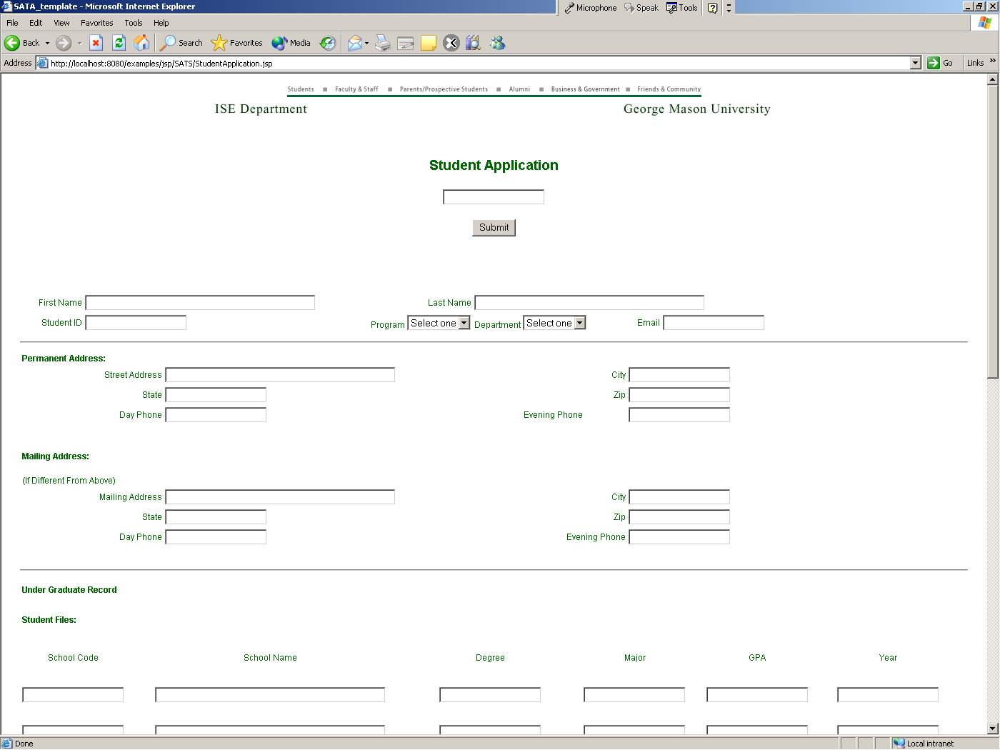 SATA_template - Microsoft Internet Explorer
Microphone Speak Tools
File Edit View Favorites Tools Help
Back Search Favorites Media
Address http://localhost:8080/examples/jsp/SATS/StudentApplication.jsp Go Links »
Students Faculty & Staff Parents/Prospective Students Alumni Business & Government Friends & Community
ISE Department George Mason University
Student Application
Submit
First Name Last Name
Student ID Program Select one Department Select one Email
Permanent Address:
Street Address City
State Zip
Day Phone Evening Phone
Mailing Address:
(If Different From Above)
Mailing Address City
State Zip
Day Phone Evening Phone
Under Graduate Record
Student Files:
School Code School Name Degree Major GPA Year
Done Local intranet